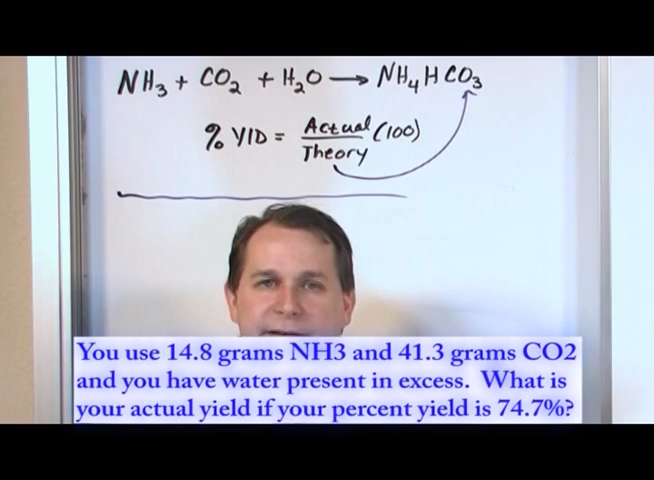 NH3 + CO2 + H2O → NH4HCO3
% YID = Actual/Theory (100)
You use 14.8 grams NH3 and 41.3 grams CO2
and you have water present in excess. What is
your actual yield if your percent yield is 74.7%?